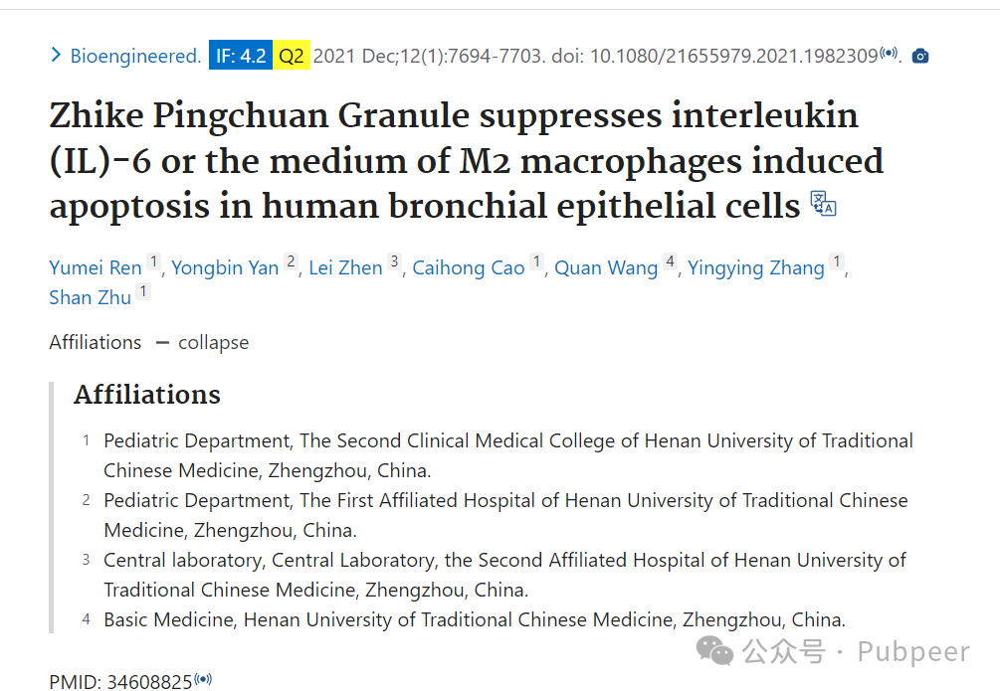 Bioengineered. IF: 4.2 Q2 2021 Dec;12(1):7694-7703. doi: 10.1080/21655979.2021.1982309.
Zhike Pingchuan Granule suppresses interleukin
(IL)-6 or the medium of M2 macrophages induced
apoptosis in human bronchial epithelial cells
Yumei Ren 1, Yongbin Yan 2, Lei Zhen 3, Caihong Cao 1, Quan Wang 4, Yingying Zhang 1,
Shan Zhu 1
Affiliations — collapse
Affiliations
1 Pediatric Department, The Second Clinical Medical College of Henan University of Traditional
Chinese Medicine, Zhengzhou, China.
2 Pediatric Department, The First Affiliated Hospital of Henan University of Traditional Chinese
Medicine, Zhengzhou, China.
3 Central laboratory, Central Laboratory, the Second Affiliated Hospital of Henan University of
Traditional Chinese Medicine, Zhengzhou, China.
4 Basic Medicine, Henan University of Traditional Chinese Medicine, Zhengzhou, China.
公众号 · Pubpeer
PMID: 34608825